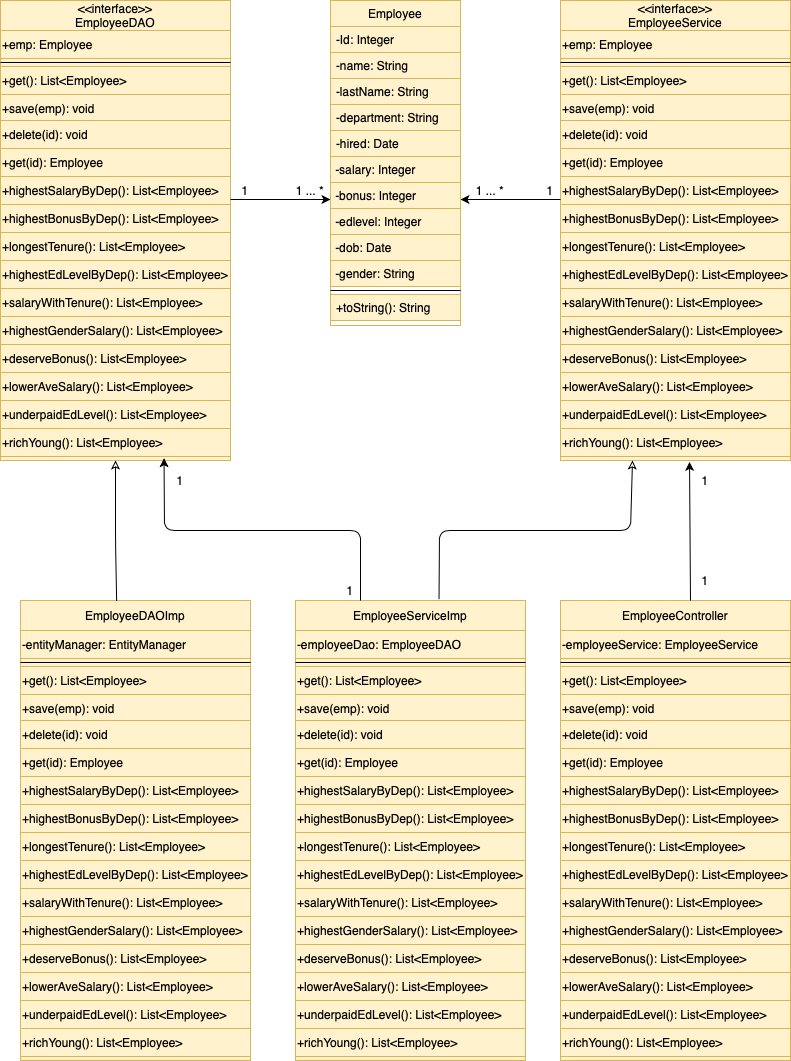 <<interface>>
EmployeeDAO
+emp: Employee
+get(): List<Employee>
+save(emp): void
+delete(id): void
+get(id): Employee
+highestSalaryByDep(): List<Employee>
+highestBonusByDep(): List<Employee>
+longestTenure(): List<Employee>
+highestEdLevelByDep(): List<Employee>
+salaryWithTenure(): List<Employee>
+highestGenderSalary(): List<Employee>
+deserveBonus(): List<Employee>
+lowerAveSalary(): List<Employee>
+underpaidEdLevel(): List<Employee>
+richYoung(): List<Employee>
1
1 ... *
Employee
-Id: Integer
-name: String
-lastName: String
-department: String
-hired: Date
-salary: Integer
-bonus: Integer
-edlevel: Integer
-dob: Date
-gender: String
+toString(): String
1 ... *
1
<<interface>>
EmployeeService
+emp: Employee
+get(): List<Employee>
+save(emp): void
+delete(id): void
+get(id): Employee
+highestSalaryByDep(): List<Employee>
+highestBonusByDep(): List<Employee>
+longestTenure(): List<Employee>
+highestEdLevelByDep(): List<Employee>
+salaryWithTenure(): List<Employee>
+highestGenderSalary(): List<Employee>
+deserveBonus(): List<Employee>
+lowerAveSalary(): List<Employee>
+underpaidEdLevel(): List<Employee>
+richYoung(): List<Employee>
1
1
1
1
EmployeeDAOImp
-entityManager: EntityManager
+get(): List<Employee>
+save(emp): void
+delete(id): void
+get(id): Employee
+highestSalaryByDep(): List<Employee>
+highestBonusByDep(): List<Employee>
+longestTenure(): List<Employee>
+highestEdLevelByDep(): List<Employee>
+salaryWithTenure(): List<Employee>
+highestGenderSalary(): List<Employee>
+deserveBonus(): List<Employee>
+lowerAveSalary(): List<Employee>
+underpaidEdLevel(): List<Employee>
+richYoung(): List<Employee>
EmployeeServiceImp
-employeeDao: EmployeeDAO
+get(): List<Employee>
+save(emp): void
+delete(id): void
+get(id): Employee
+highestSalaryByDep(): List<Employee>
+highestBonusByDep(): List<Employee>
+longestTenure(): List<Employee>
+highestEdLevelByDep(): List<Employee>
+salaryWithTenure(): List<Employee>
+highestGenderSalary(): List<Employee>
+deserveBonus(): List<Employee>
+lowerAveSalary(): List<Employee>
+underpaidEdLevel(): List<Employee>
+richYoung(): List<Employee>
EmployeeController
-employeeService: EmployeeService
+get(): List<Employee>
+save(emp): void
+delete(id): void
+get(id): Employee
+highestSalaryByDep(): List<Employee>
+highestBonusByDep(): List<Employee>
+longestTenure(): List<Employee>
+highestEdLevelByDep(): List<Employee>
+salaryWithTenure(): List<Employee>
+highestGenderSalary(): List<Employee>
+deserveBonus(): List<Employee>
+lowerAveSalary(): List<Employee>
+underpaidEdLevel(): List<Employee>
+richYoung(): List<Employee>